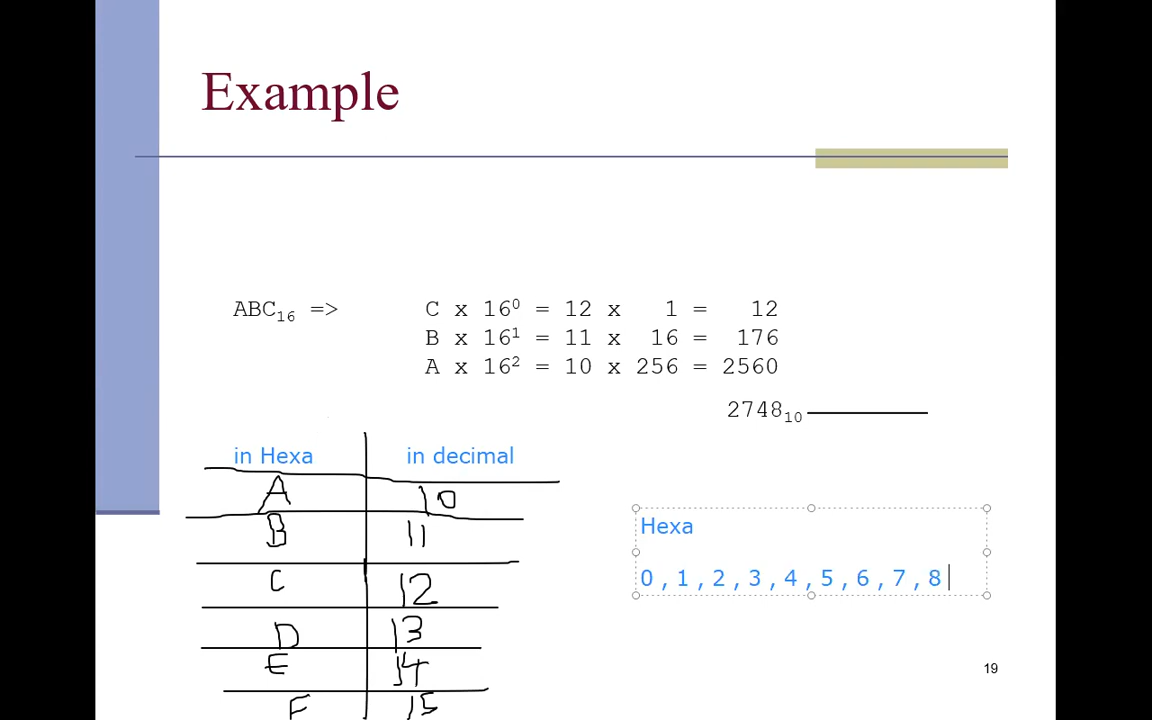 Example
ABC₁₆ => C x 16⁰ = 12 x 1 = 12
B x 16¹ = 11 x 16 = 176
A x 16² = 10 x 256 = 2560
2748₁₀
in Hexa in decimal
A 10
B 11
C 12
D 13
E 14
F 15
Hexa
0 , 1 , 2 , 3 , 4 , 5 , 6 , 7 , 8
19